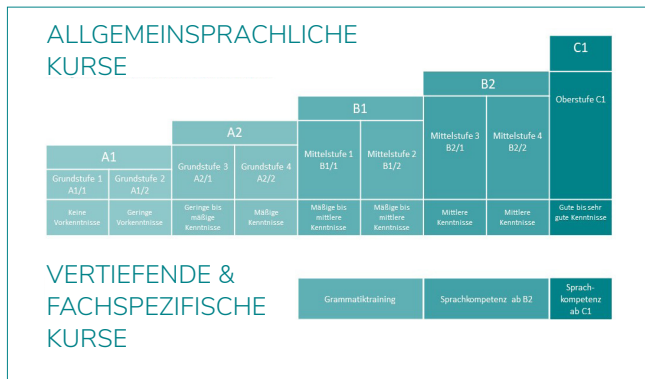 ALLGEMEINSPRACHLICHE
KURSE
C1
B2
B1
A2
A1
Oberstufe C1
Mittelstufe 3
B2/1
Mittelstufe 4
B2/2
Mittelstufe 1
B1/1
Mittelstufe 2
B1/2
Grundstufe 3
A2/1
Grundstufe 4
A2/2
Grundstufe 1
A1/1
Grundstufe 2
A1/2
Keine
Vorkenntnisse
Geringe
Vorkenntnisse
Geringe bis
mäßige
Kenntnisse
Mäßige
Kenntnisse
Mäßige bis
mittlere
Kenntnisse
Mäßige bis
mittlere
Kenntnisse
Mittlere
Kenntnisse
Mittlere
Kenntnisse
Gute bis sehr
gute Kenntnisse
VERTIEFENDE &
FACHSPEZIFISCHE
KURSE
Grammatiktraining
Sprachkompetenz ab B2
Sprach-
kompetenz
ab C1